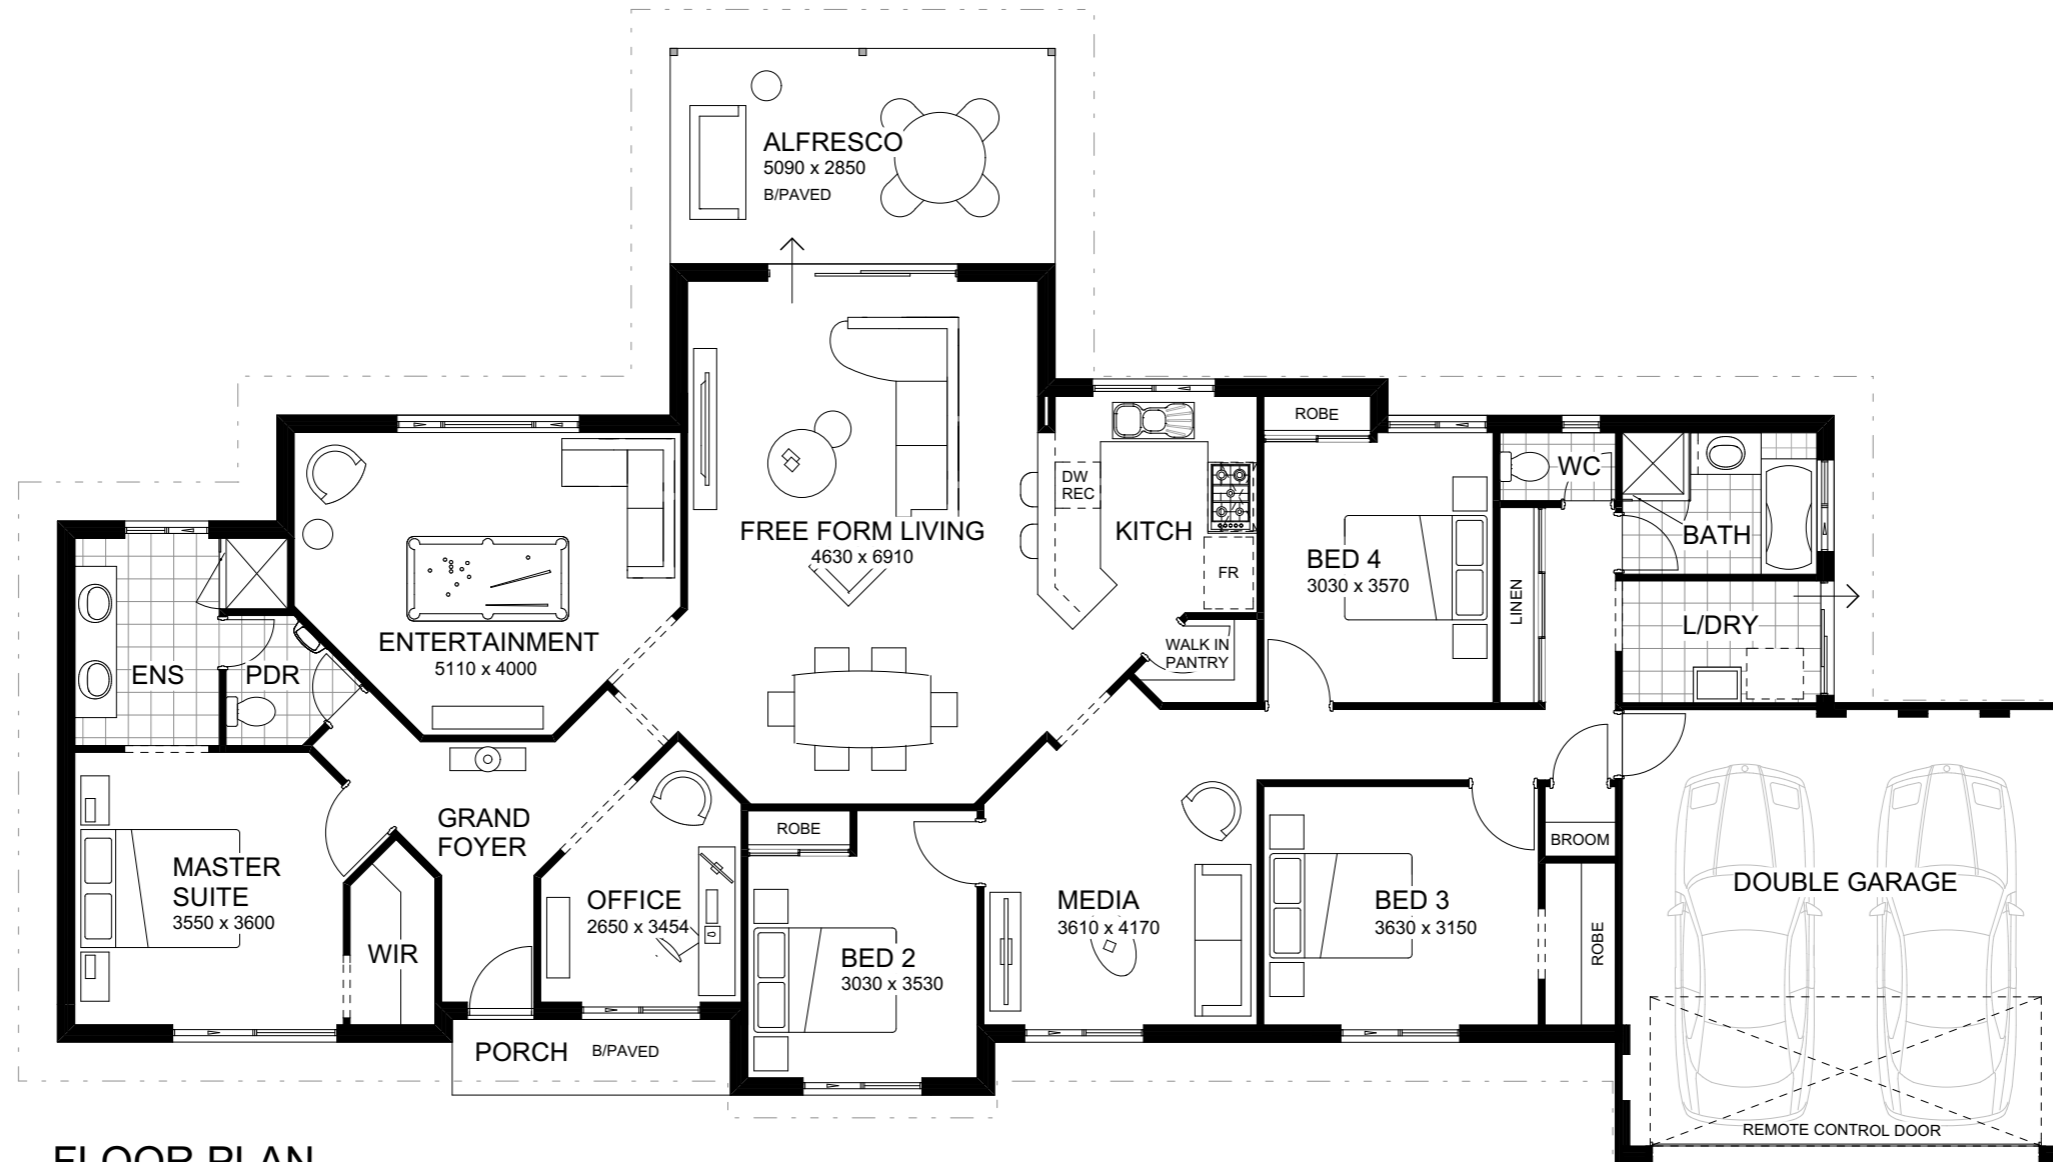 ALFRESCO
5090 x 2850
B/PAVED
ROBE
WC
DW
REC
FREE FORM LIVING
4630 x 6910
KITCH
BATH
BED 4
3030 x 3570
FR
LINEN
ENTERTAINMENT
5110 x 4000
L/DRY
WALK IN
PANTRY
ENS
PDR
GRAND
FOYER
ROBE
BROOM
MASTER
SUITE
3550 x 3600
OFFICE
2650 x 3454
MEDIA
3610 x 4170
BED 3
3630 x 3150
DOUBLE GARAGE
WIR
BED 2
3030 x 3530
ROBE
PORCH B/PAVED
REMOTE CONTROL DOOR
FLOOR PLAN